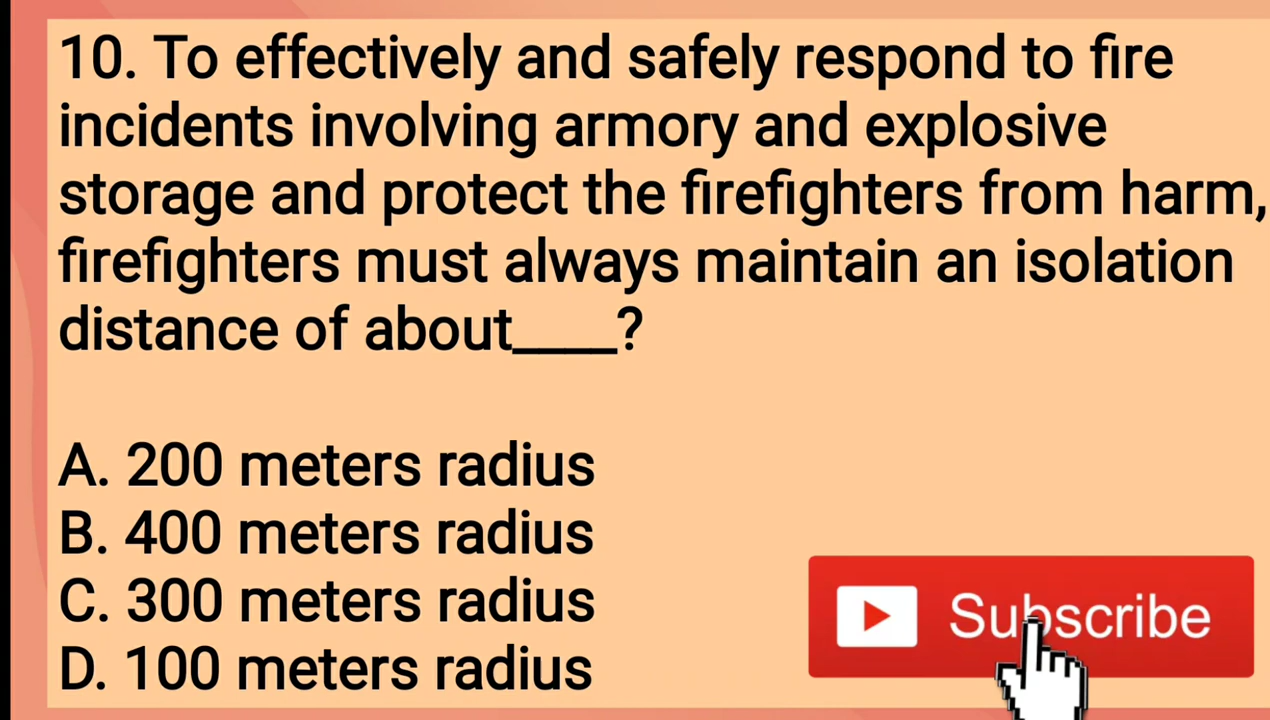 10. To effectively and safely respond to fire
incidents involving armory and explosive
storage and protect the firefighters from harm,
firefighters must always maintain an isolation
distance of about____?
A. 200 meters radius
B. 400 meters radius
C. 300 meters radius
D. 100 meters radius
Subscribe